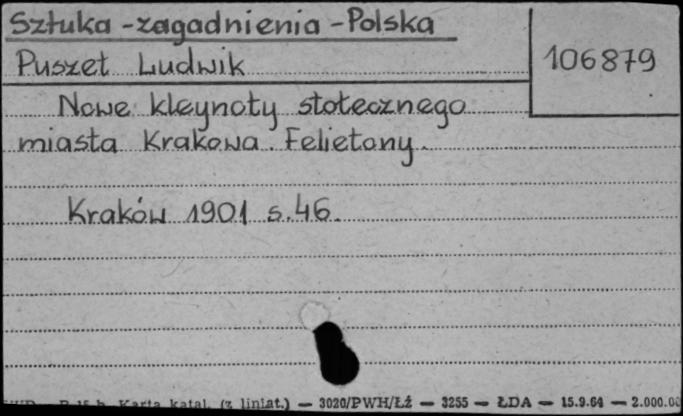 Sztuka - zagadnienia - Polska
106879
Puszet Ludwik
Nowe kleynoty stołecznego
miasta Krakowa. Felietony.
Kraków 1901 s. 46.
Karta katal. (z liniat.) — 3020/PWH/Łź — 3255 — ŁDA — 15.9.64 — 2.000.00